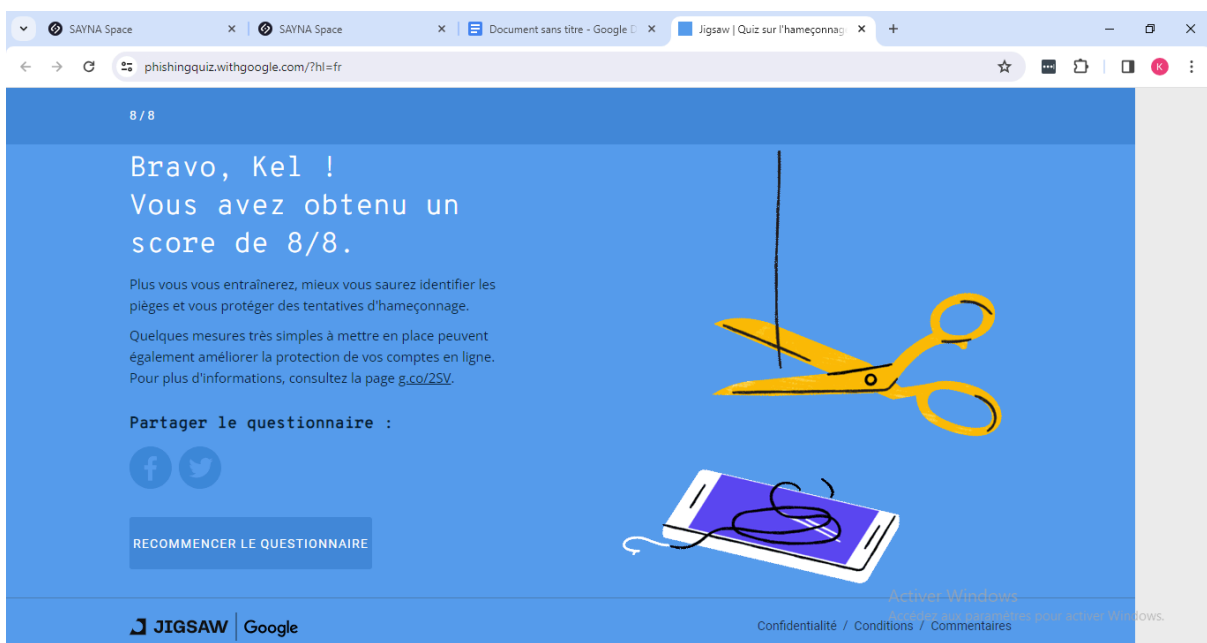 SAYNA Space
SAYNA Space
Document sans titre - Google D
Jigsaw | Quiz sur l'hameçonnag
phishingquiz.withgoogle.com/?hl=fr
K
8 / 8
Bravo, Kel !
Vous avez obtenu un
score de 8/8.
Plus vous vous entraînerez, mieux vous saurez identifier les
pièges et vous protéger des tentatives d'hameçonnage.
Quelques mesures très simples à mettre en place peuvent
également améliorer la protection de vos comptes en ligne.
Pour plus d'informations, consultez la page g.co/2SV.
Partager le questionnaire :
RECOMMENCER LE QUESTIONNAIRE
Activer Windows
Accédez aux paramètres pour activer Windows.
JIGSAW | Google
Confidentialité / Conditions / Commentaires